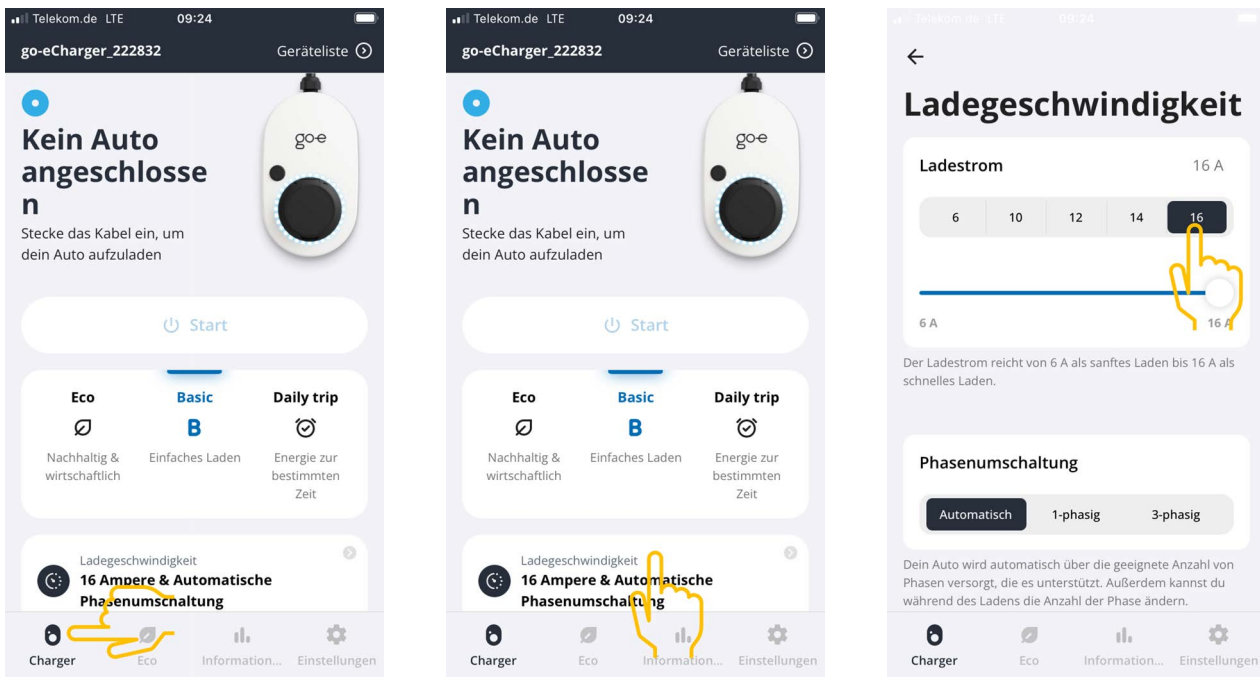 Telekom.de LTE 09:24
go-eCharger_222832 Geräteliste
Kein Auto
angeschlosse
n
Stecke das Kabel ein, um
dein Auto aufzuladen
go-e
Start
Eco Basic Daily trip
B
Nachhaltig & Einfaches Laden Energie zur
wirtschaftlich bestimmten
Zeit
Ladegeschwindigkeit
16 Ampere & Automatische
Phasenumschaltung
Charger Eco Information... Einstellungen
Telekom.de LTE 09:24
go-eCharger_222832 Geräteliste
Kein Auto
angeschlosse
n
Stecke das Kabel ein, um
dein Auto aufzuladen
go-e
Start
Eco Basic Daily trip
B
Nachhaltig & Einfaches Laden Energie zur
wirtschaftlich bestimmten
Zeit
Ladegeschwindigkeit
16 Ampere & Automatische
Phasenumschaltung
Charger Eco Information... Einstellungen
Telekom.de LTE 09:24
Ladegeschwindigkeit
Ladestrom 16 A
6 10 12 14 16
6 A 16 A
Der Ladestrom reicht von 6 A als sanftes Laden bis 16 A als
schnelles Laden.
Phasenumschaltung
Automatisch 1-phasig 3-phasig
Dein Auto wird automatisch über die geeignete Anzahl von
Phasen versorgt, die es unterstützt. Außerdem kannst du
während des Ladens die Anzahl der Phase ändern.
Charger Eco Information... Einstellungen